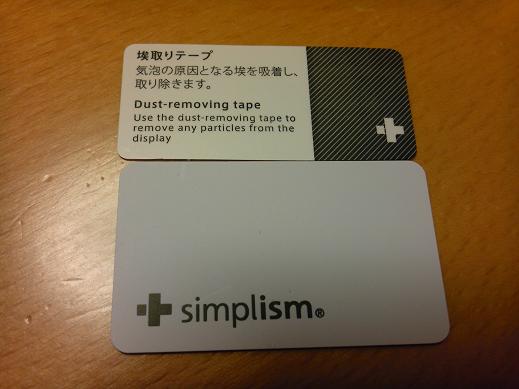 埃取りテープ
気泡の原因となる埃を吸着し、
取り除きます。
Dust-removing tape
Use the dust-removing tape to
remove any particles from the
display
simplism®